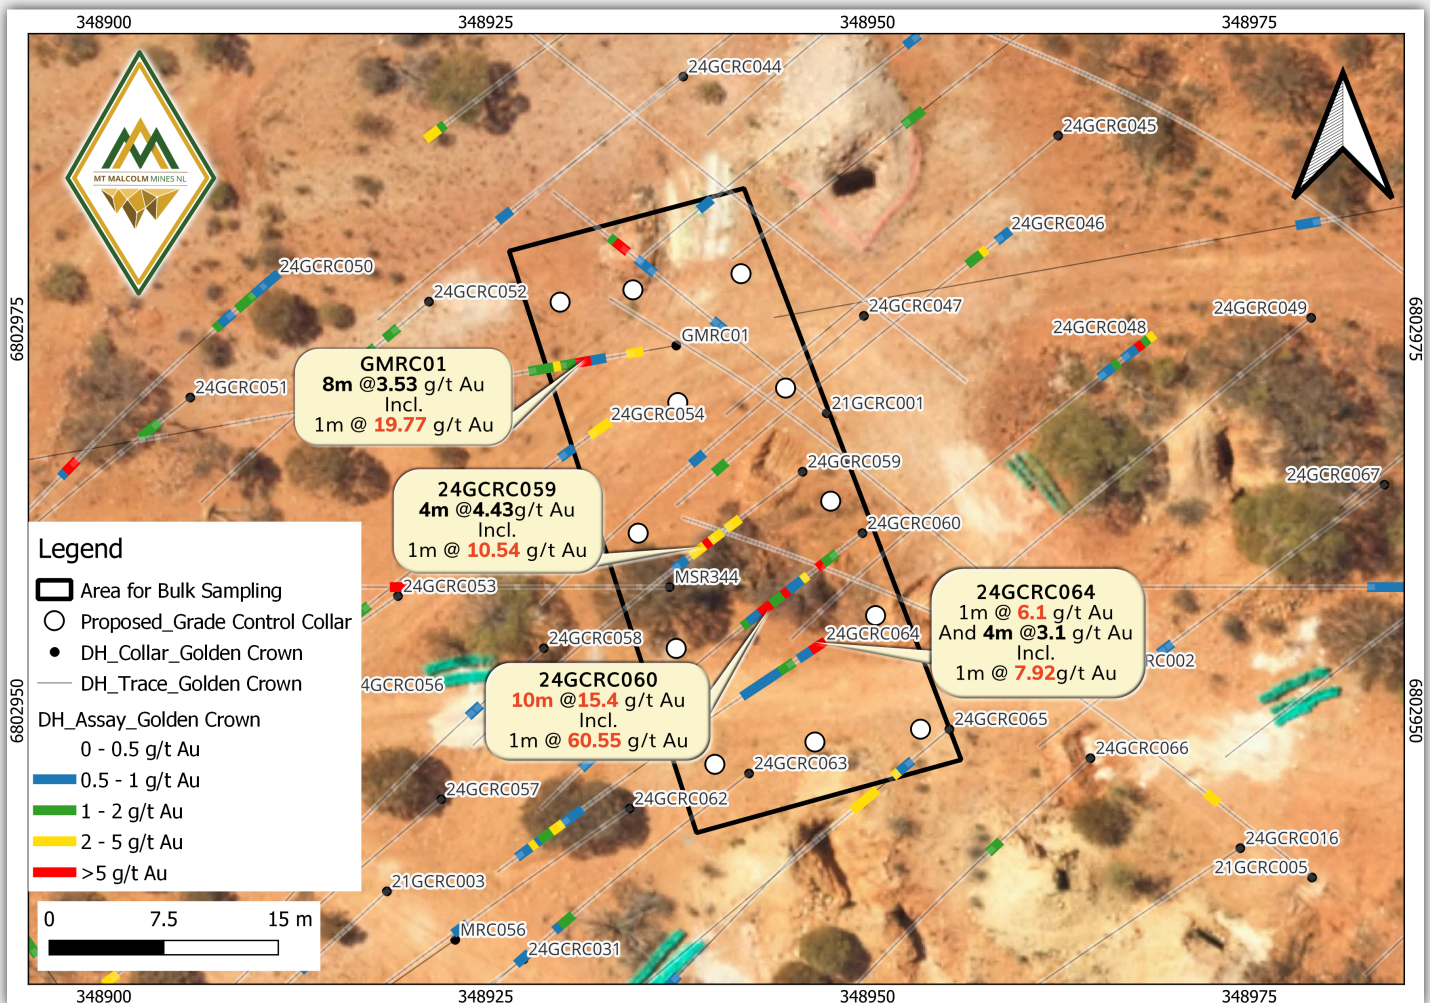 348900
348925
348950
348975
24GCRC044
24GCRC045
MT MALCOLM MINES NL
24GCRC046
24GCRC050
24GCRC052
24GCRC047
24GCRC049
6802975
6802975
24GCRC048
GMRC01
GMRC01
8m @3.53 g/t Au
Incl.
1m @ 19.77 g/t Au
24GCRC051
24GCRC054
21GCRC001
24GCRC059
24GCRC067
24GCRC059
4m @4.43g/t Au
Incl.
1m @ 10.54 g/t Au
24GCRC060
MSR344
24GCRC053
24GCRC064
1m @ 6.1 g/t Au
And 4m @3.1 g/t Au
Incl.
1m @ 7.92g/t Au
24GCRC064
24GCRC058
RC002
4GCRC056
24GCRC060
10m @15.4 g/t Au
Incl.
1m @ 60.55 g/t Au
6802950
6802950
24GCRC065
24GCRC066
24GCRC063
24GCRC057
24GCRC062
24GCRC016
21GCRC005
21GCRC003
MRC056
24GCRC031
Legend
Area for Bulk Sampling
Proposed_Grade Control Collar
DH_Collar_Golden Crown
DH_Trace_Golden Crown
DH_Assay_Golden Crown
0 - 0.5 g/t Au
0.5 - 1 g/t Au
1 - 2 g/t Au
2 - 5 g/t Au
>5 g/t Au
0 7.5 15 m
348900
348925
348950
348975